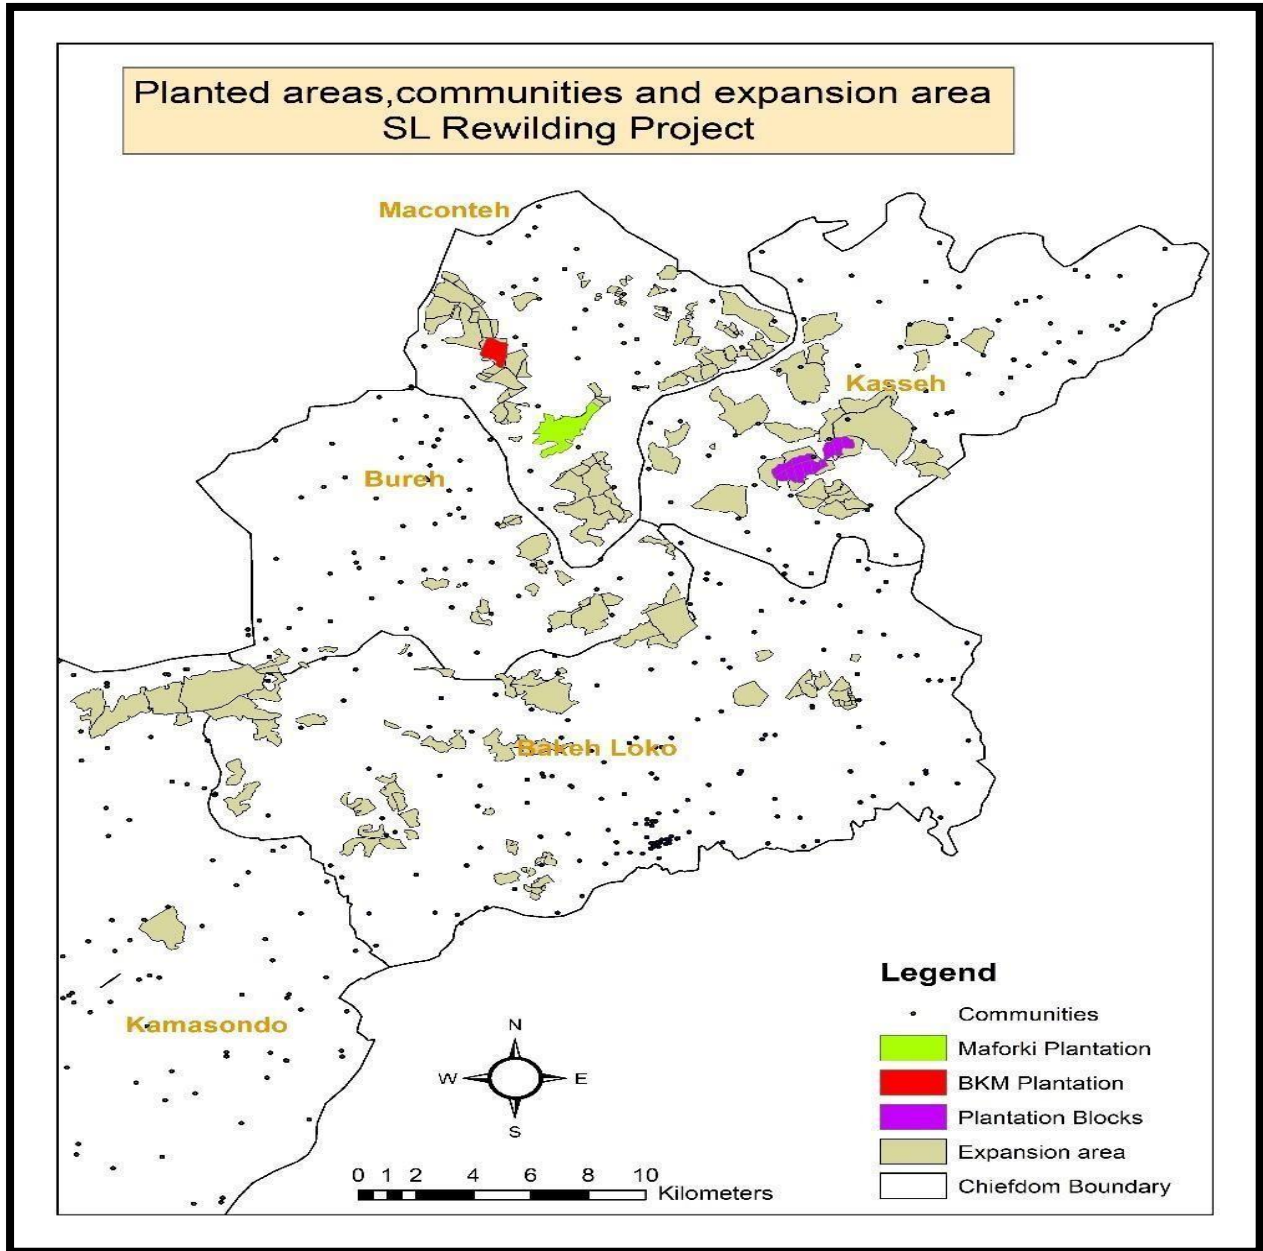 Planted areas,communities and expansion area
SL Rewilding Project
Maconteh
Kasseh
Bureh
Bakeh Loko
Kamasondo
N
W E
S
0 1 2 4 6 8 10
Kilometers
Legend
Communities
Maforki Plantation
BKM Plantation
Plantation Blocks
Expansion area
Chiefdom Boundary